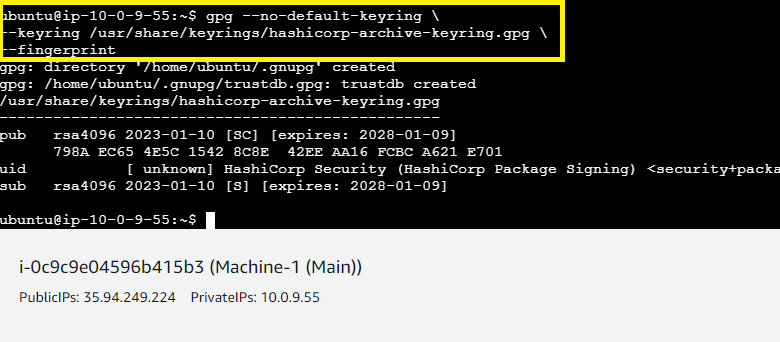 ubuntu@ip-10-0-9-55:~$ gpg --no-default-keyring \
--keyring /usr/share/keyrings/hashicorp-archive-keyring.gpg \
--fingerprint
gpg: directory '/home/ubuntu/.gnupg' created
gpg: /home/ubuntu/.gnupg/trustdb.gpg: trustdb created
/usr/share/keyrings/hashicorp-archive-keyring.gpg
-------------------------------------------------
pub   rsa4096 2023-01-10 [SC] [expires: 2028-01-09]
      798A EC65 4E5C 1542 8C8E  42EE AA16 FCBC A621 E701
uid           [ unknown] HashiCorp Security (HashiCorp Package Signing) <security+packa
sub   rsa4096 2023-01-10 [S] [expires: 2028-01-09]
ubuntu@ip-10-0-9-55:~$
i-0c9c9e04596b415b3 (Machine-1 (Main))
PublicIPs: 35.94.249.224   PrivateIPs: 10.0.9.55